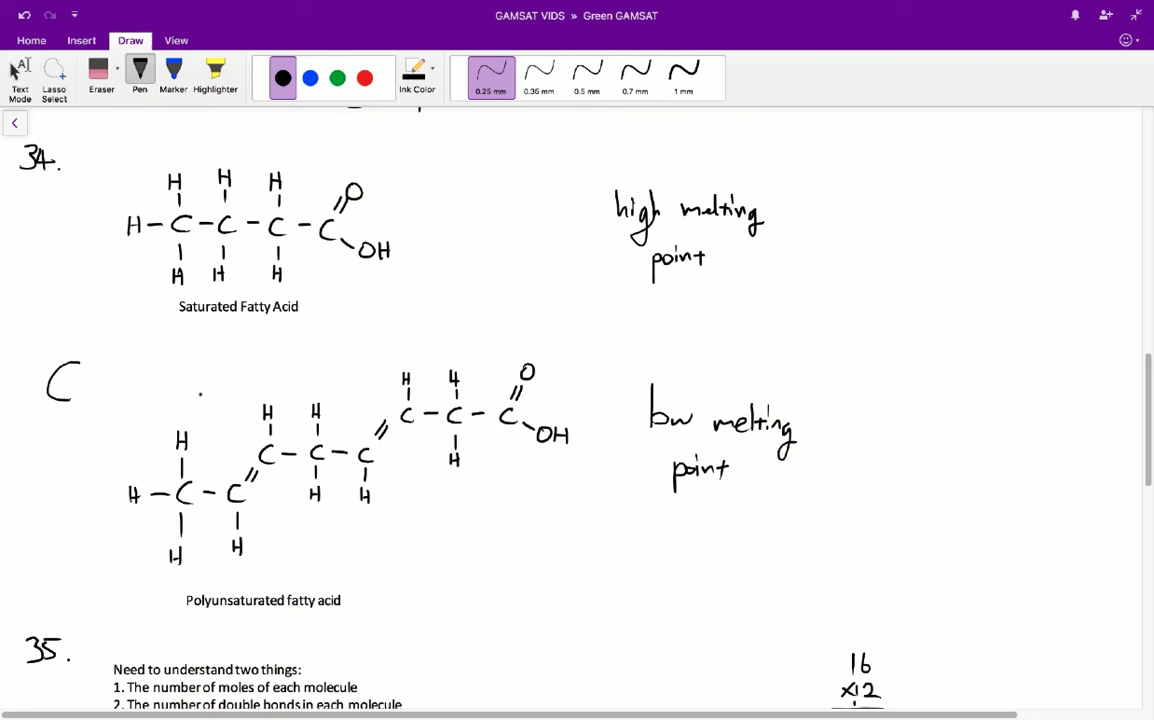 GAMSAT VIDS » Green GAMSAT
Home Insert Draw View
Text Mode
Lasso Select
Eraser
Pen
Marker
Highlighter
Ink Color
0.25 mm
0.35 mm
0.5 mm
0.7 mm
1 mm
34.
H H H O
H - C - C - C - C
OH
H H H
Saturated Fatty Acid
high melting
point
C
H H O
H H C - C - C
OH
H C - C - C H
H - C - C H H
H H
low melting
point
Polyunsaturated fatty acid
35.
Need to understand two things:
1. The number of moles of each molecule
2. The number of double bonds in each molecule
16
×12